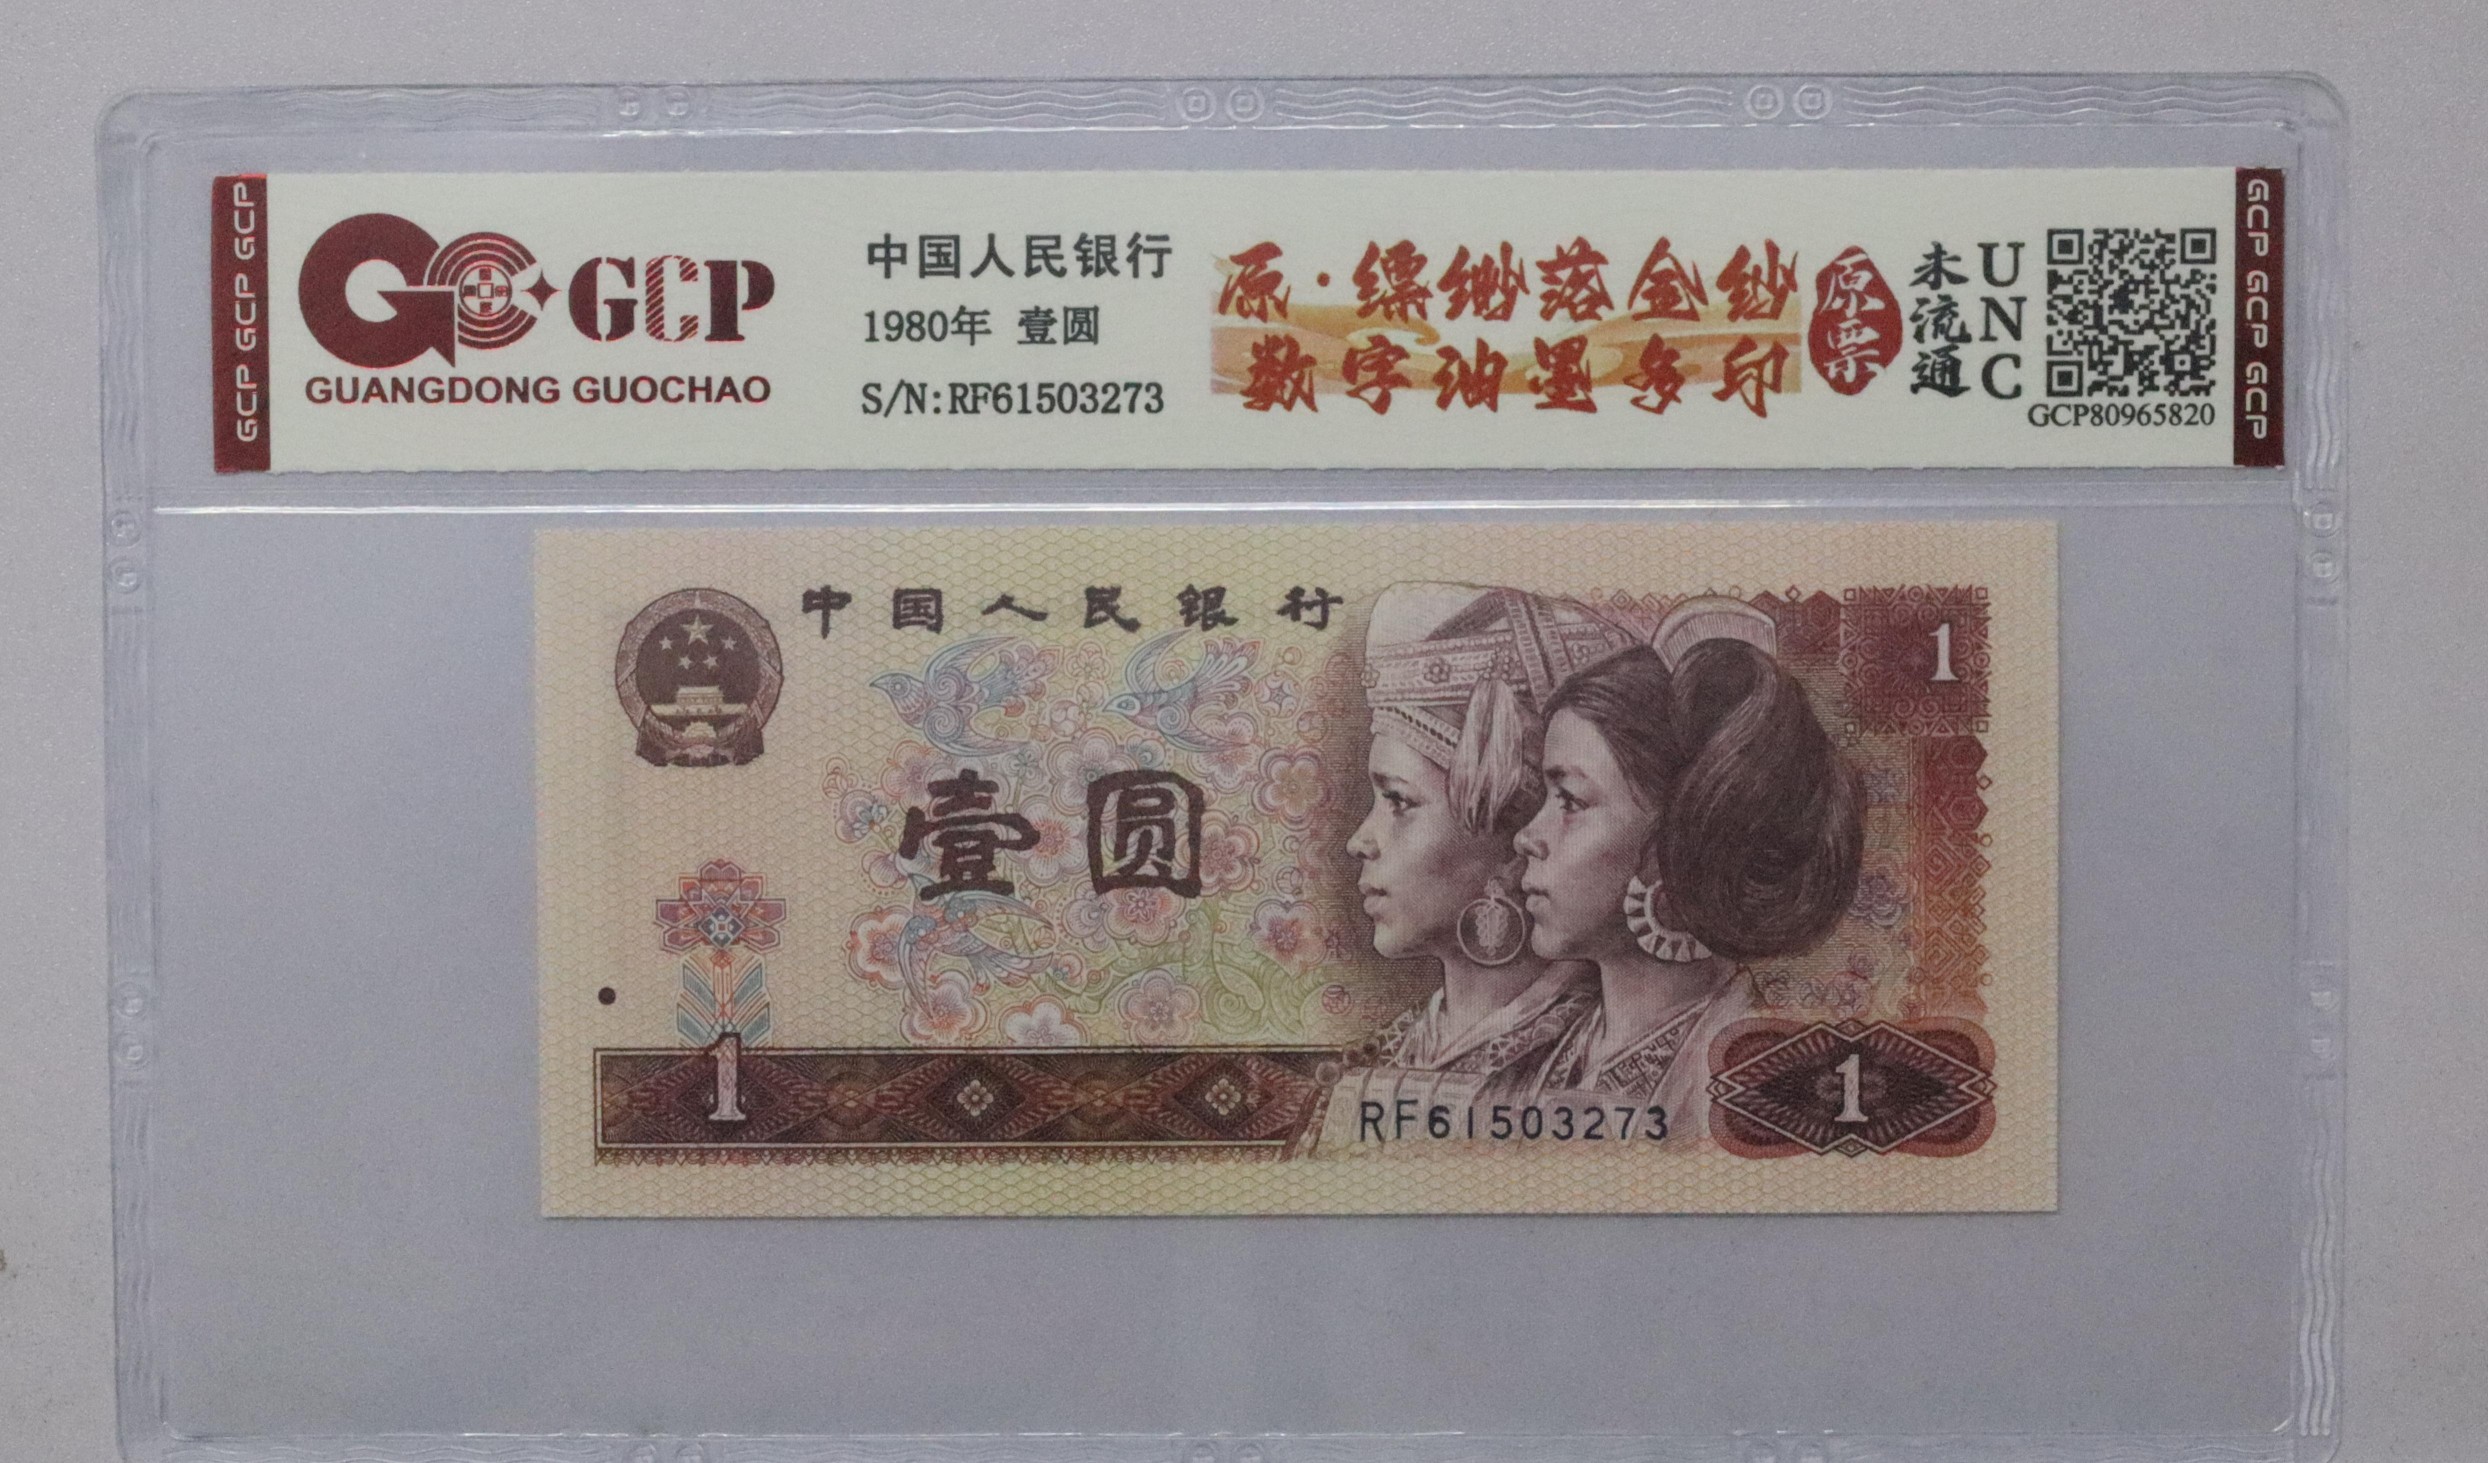 GCP GCP GCP
GCP
GUANGDONG GUOCHAO
中国人民银行
1980年 壹圆
S/N:RF61503273
原·缥缈落金纱
数字油墨多印
原票
未流通
UNC
GCP80965820
GCP GCP GCP
中国人民银行
1
壹圆
1
1
RF61503273